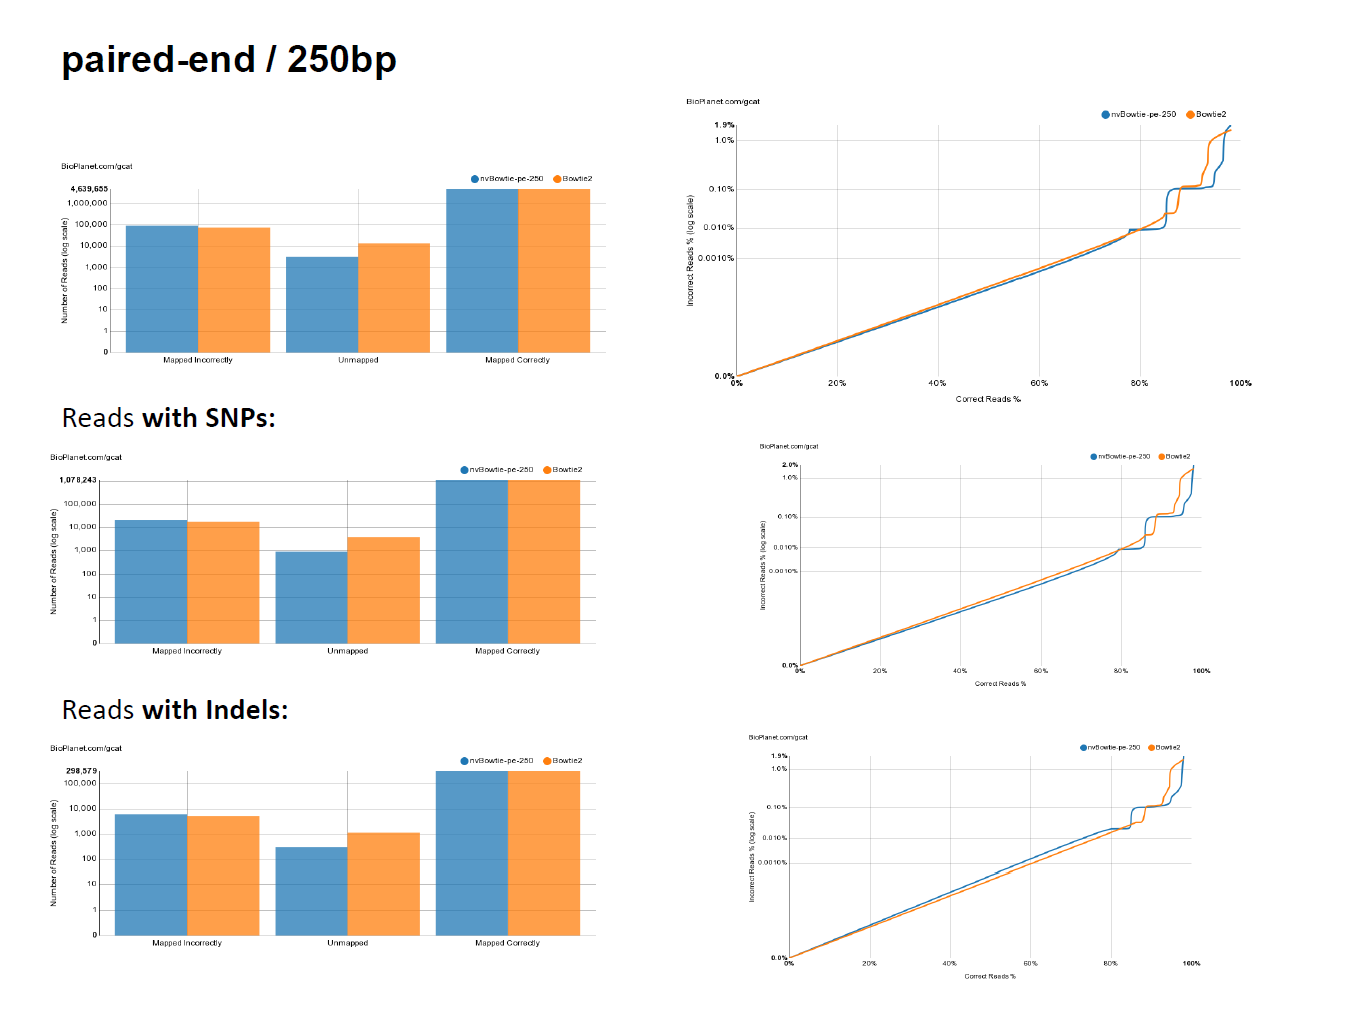 paired-end / 250bp
BioPlanet.com/gcat
nvBowtie-pe-250 Bowtie2
4,639,655
1,000,000
100,000
10,000
1,000
100
10
1
0
Number of Reads (log scale)
Mapped Incorrectly Unmapped Mapped Correctly
BioPlanet.com/gcat
nvBowtie-pe-250 Bowtie2
1.9%
1.0%
0.10%
0.010%
0.0010%
0.0%
Incorrect Reads % (log scale)
0% 20% 40% 60% 80% 100%
Correct Reads %
Reads with SNPs:
BioPlanet.com/gcat
nvBowtie-pe-250 Bowtie2
1,078,243
100,000
10,000
1,000
100
10
1
0
Number of Reads (log scale)
Mapped Incorrectly Unmapped Mapped Correctly
BioPlanet.com/gcat
nvBowtie-pe-250 Bowtie2
2.0%
1.0%
0.10%
0.010%
0.0010%
0.0%
Incorrect Reads % (log scale)
0% 20% 40% 60% 80% 100%
Correct Reads %
Reads with Indels:
BioPlanet.com/gcat
nvBowtie-pe-250 Bowtie2
298,579
100,000
10,000
1,000
100
10
1
0
Number of Reads (log scale)
Mapped Incorrectly Unmapped Mapped Correctly
BioPlanet.com/gcat
nvBowtie-pe-250 Bowtie2
1.9%
1.0%
0.10%
0.010%
0.0010%
0.0%
Incorrect Reads % (log scale)
0% 20% 40% 60% 80% 100%
Correct Reads %